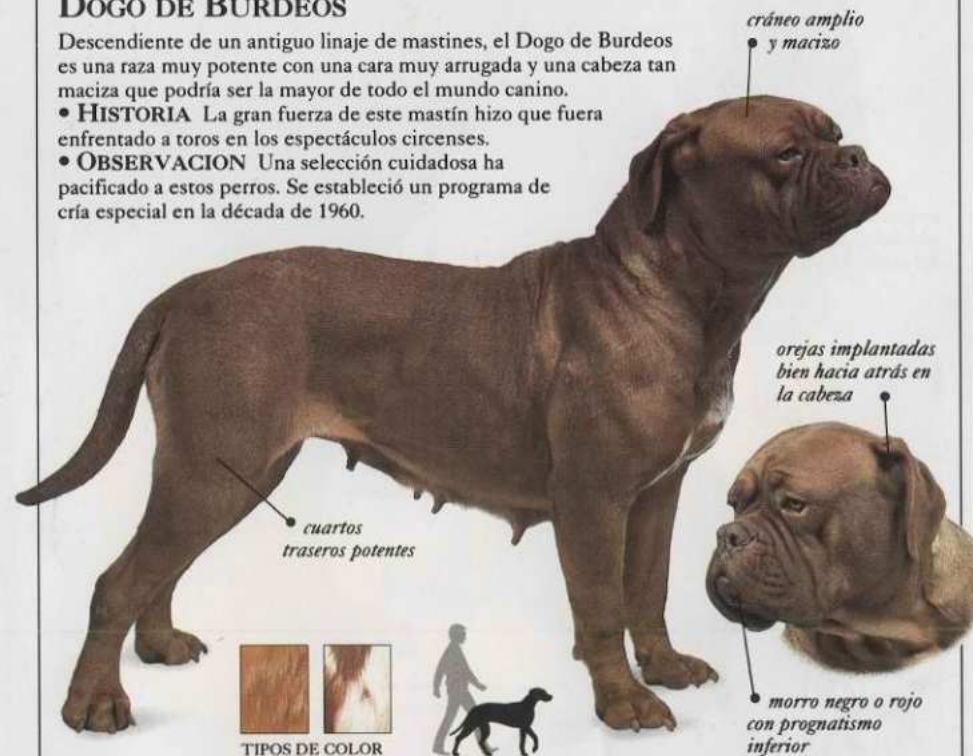 DOGO DE BURDEOS
Descendiente de un antiguo linaje de mastines, el Dogo de Burdeos
es una raza muy potente con una cara muy arrugada y una cabeza tan
maciza que podría ser la mayor de todo el mundo canino.
• HISTORIA La gran fuerza de este mastín hizo que fuera
enfrentado a toros en los espectáculos circenses.
• OBSERVACION Una selección cuidadosa ha
pacificado a estos perros. Se estableció un programa de
cría especial en la década de 1960.
cráneo amplio
y macizo
orejas implantadas
bien hacia atrás en
la cabeza
cuartos
traseros potentes
morro negro o rojo
con prognatismo
inferior
TIPOS DE COLOR